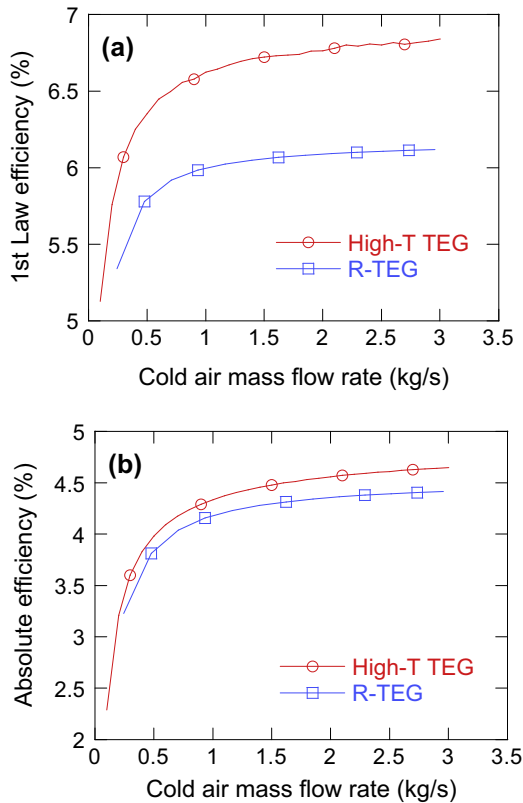 (a)
1st Law efficiency (%)
7
6.5
6
5.5
5
High-T TEG
R-TEG
0 0.5 1 1.5 2 2.5 3 3.5
Cold air mass flow rate (kg/s)
(b)
Absolute efficiency (%)
5
4.5
4
3.5
3
2.5
2
High-T TEG
R-TEG
0 0.5 1 1.5 2 2.5 3 3.5
Cold air mass flow rate (kg/s)